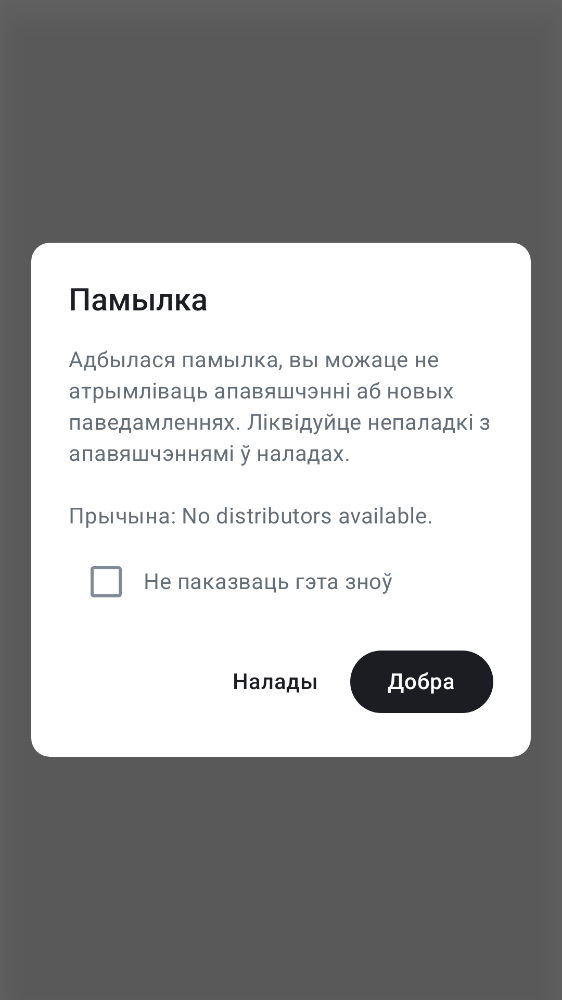 Памылка
Адбылася памылка, вы можаце не
атрымліваць апавяшчэнні аб новых
паведамленнях. Ліквідуйце непаладкі з
апавяшчэннямі ў наладах.
Прычына: No distributors available.
Не паказваць гэта зноў
Налады
Добра